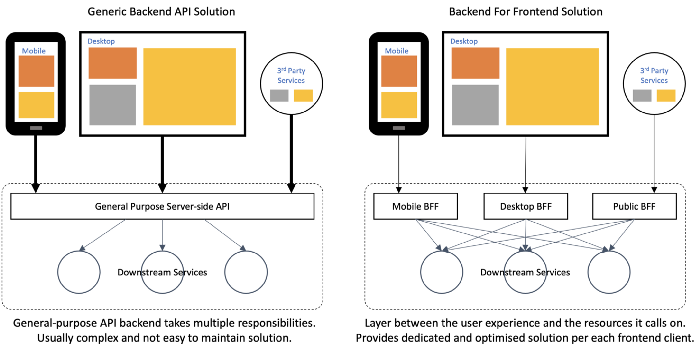 Generic Backend API Solution
Mobile
Desktop
3rd Party
Services
General Purpose Server-side API
Downstream Services
General-purpose API backend takes multiple responsibilities.
Usually complex and not easy to maintain solution.
Backend For Frontend Solution
Mobile
Desktop
3rd Party
Services
Mobile BFF
Desktop BFF
Public BFF
Downstream Services
Layer between the user experience and the resources it calls on.
Provides dedicated and optimised solution per each frontend client.